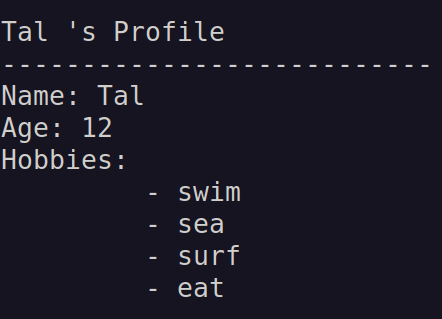 Tal 's Profile
---------------------------
Name: Tal
Age: 12
Hobbies:
- swim
- sea
- surf
- eat